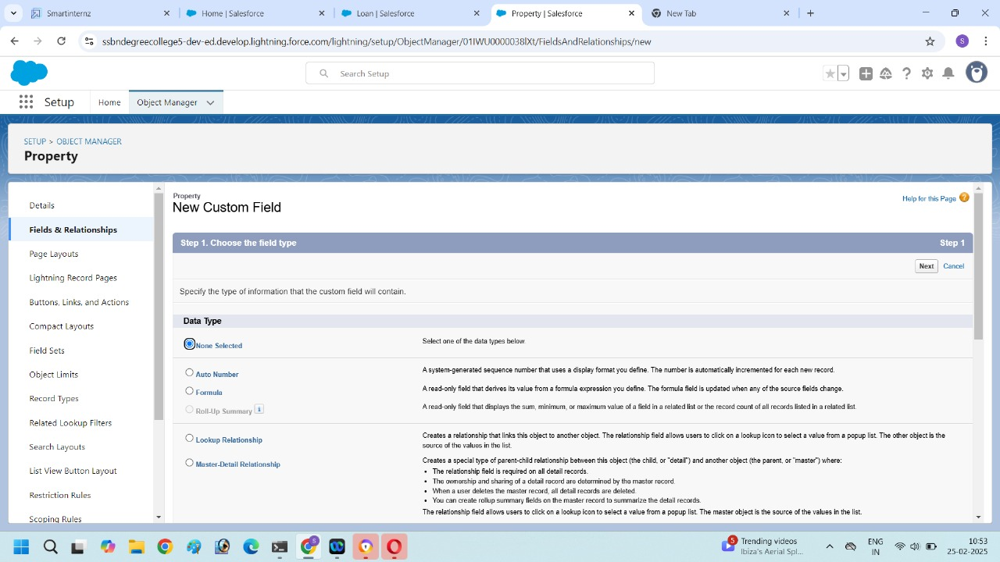 Smartinternz
Home | Salesforce
Loan | Salesforce
Property | Salesforce
New Tab
ssbndegreecollege5-dev-ed.develop.lightning.force.com/lightning/setup/ObjectManager/01IWU0000038lXt/FieldsAndRelationships/new
S
Search Setup
Setup
Home
Object Manager
SETUP > OBJECT MANAGER
Property
Details
Fields & Relationships
Page Layouts
Lightning Record Pages
Buttons, Links, and Actions
Compact Layouts
Field Sets
Object Limits
Record Types
Related Lookup Filters
Search Layouts
List View Button Layout
Restriction Rules
Scoping Rules
Property
New Custom Field
Help for this Page
Step 1. Choose the field type
Step 1
Next
Cancel
Specify the type of information that the custom field will contain.
Data Type
None Selected
Select one of the data types below.
Auto Number
A system-generated sequence number that uses a display format you define. The number is automatically incremented for each new record.
Formula
A read-only field that derives its value from a formula expression you define. The formula field is updated when any of the source fields change.
Roll-Up Summary
A read-only field that displays the sum, minimum, or maximum value of a field in a related list or the record count of all records listed in a related list.
Lookup Relationship
Creates a relationship that links this object to another object. The relationship field allows users to click on a lookup icon to select a value from a popup list. The other object is the
source of the values in the list.
Master-Detail Relationship
Creates a special type of parent-child relationship between this object (the child, or "detail") and another object (the parent, or "master") where:
• The relationship field is required on all detail records.
• The ownership and sharing of a detail record are determined by the master record.
• When a user deletes the master record, all detail records are deleted.
• You can create rollup summary fields on the master record to summarize the detail records.
The relationship field allows users to click on a lookup icon to select a value from a popup list. The master object is the source of the values in the list.
5
Trending videos
Ibiza's Aerial Spl...
ENG
IN
10:53
25-02-2025